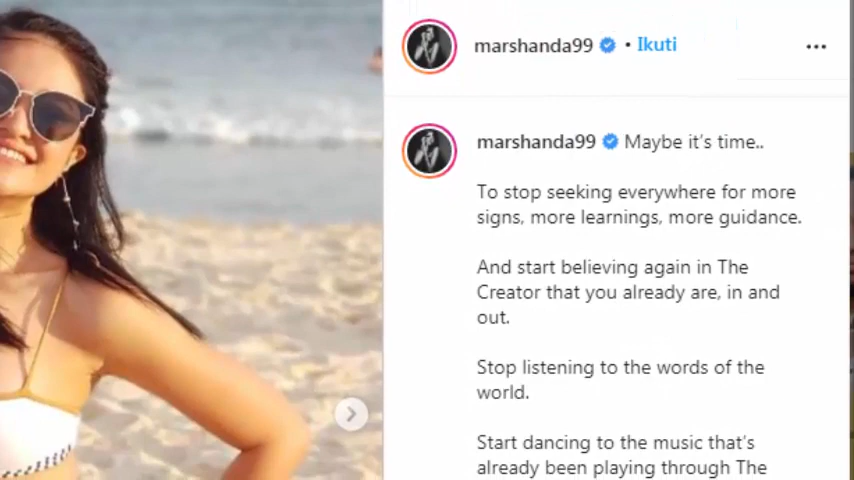 marshanda99 • Ikuti
marshanda99 Maybe it's time..
To stop seeking everywhere for more
signs, more learnings, more guidance.
And start believing again in The
Creator that you already are, in and
out.
Stop listening to the words of the
world.
Start dancing to the music that's
already been playing through The